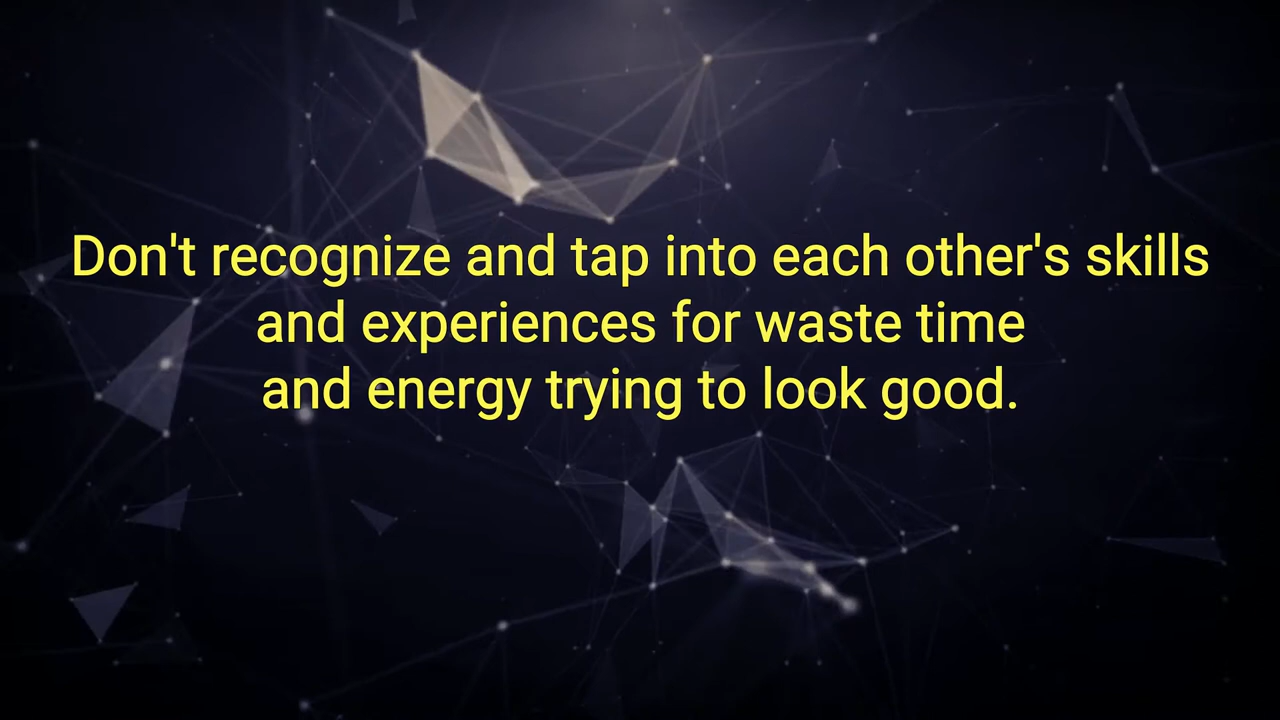 Don't recognize and tap into each other's skills
and experiences for waste time
and energy trying to look good.